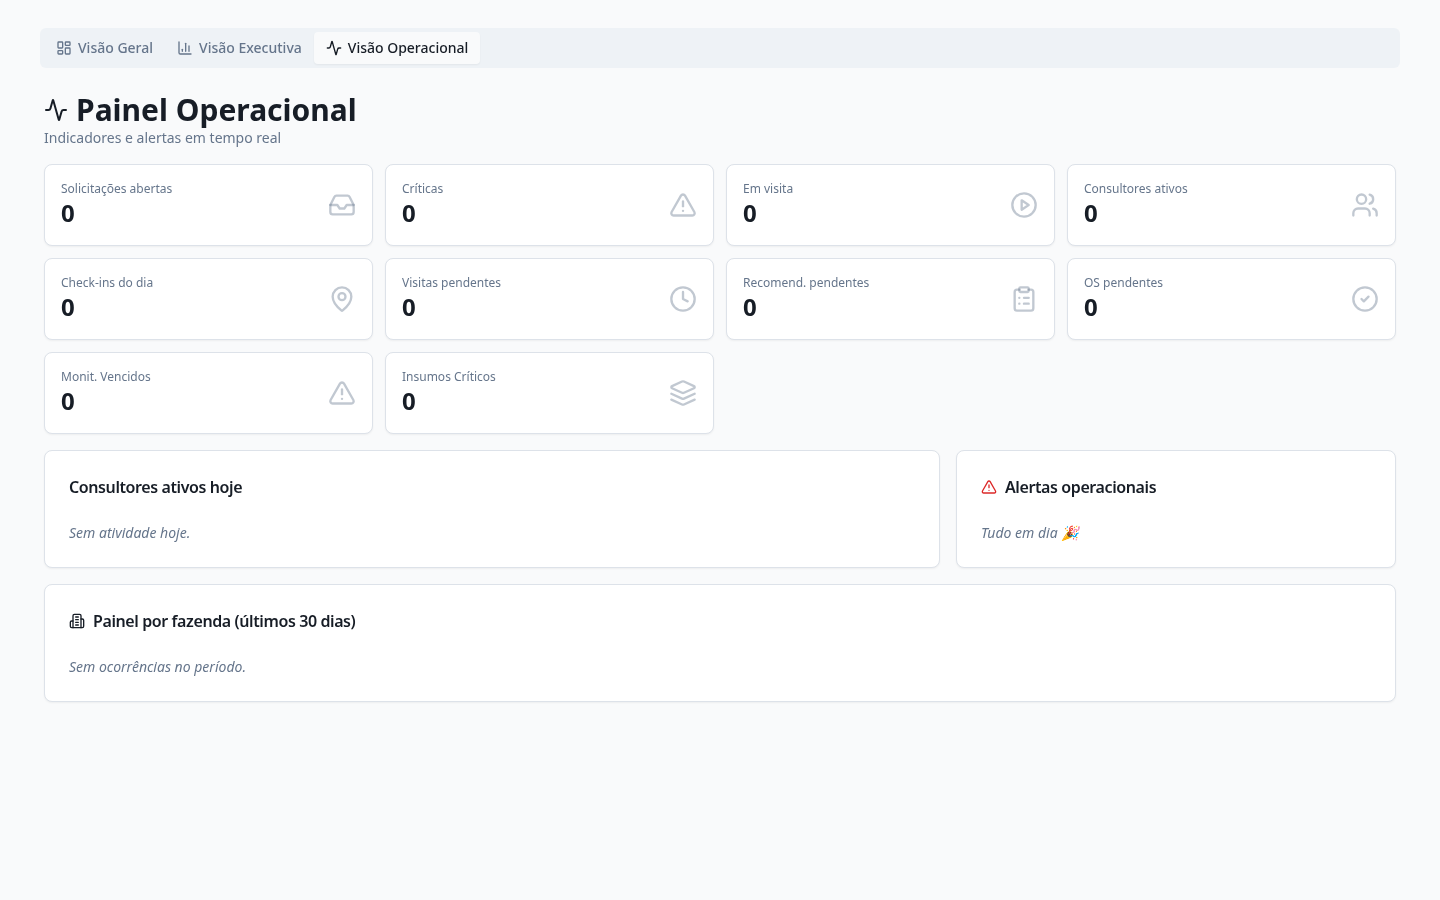 Visão Geral Visão Executiva Visão Operacional
Painel Operacional
Indicadores e alertas em tempo real
Solicitações abertas
0
Críticas
0
Em visita
0
Consultores ativos
0
Check-ins do dia
0
Visitas pendentes
0
Recomend. pendentes
0
OS pendentes
0
Monit. Vencidos
0
Insumos Críticos
0
Consultores ativos hoje
Sem atividade hoje.
Alertas operacionais
Tudo em dia 🎉
Painel por fazenda (últimos 30 dias)
Sem ocorrências no período.